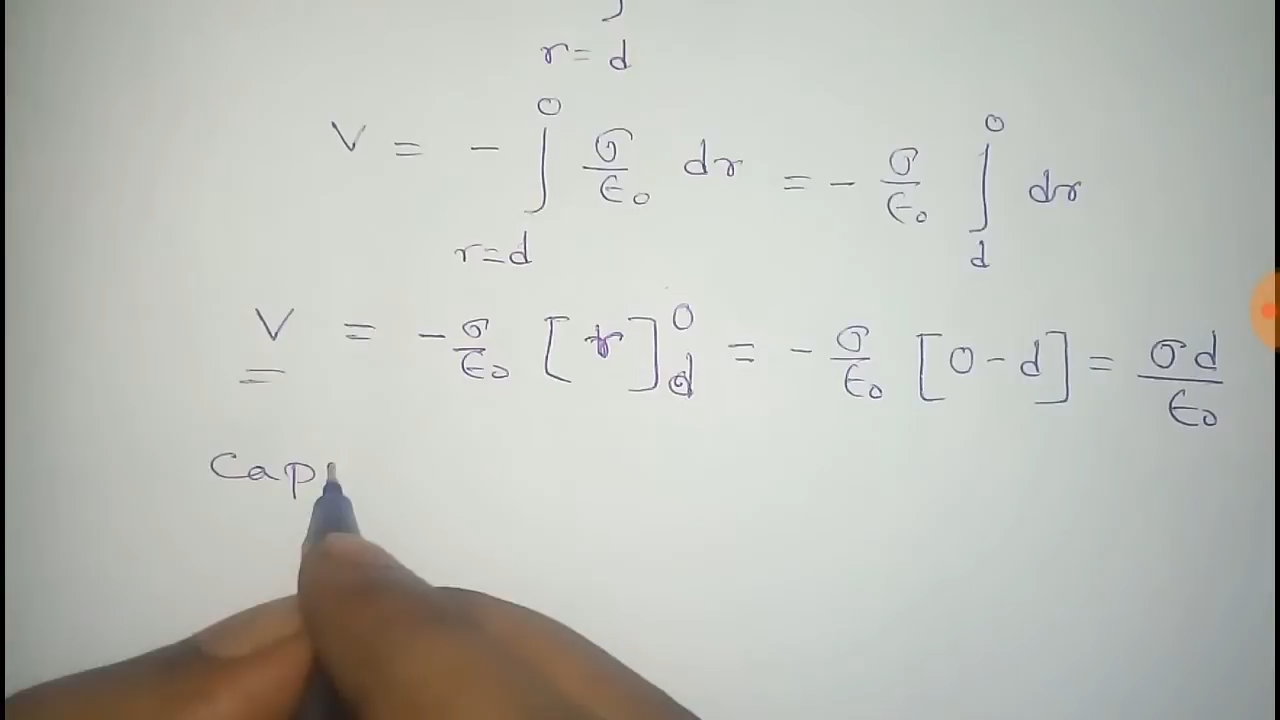 r = d
V = - ∫_{r=d}^{0} σ/ε₀ dr = - σ/ε₀ ∫_{d}^{0} dr
V = - σ/ε₀ [r]_{d}^{0} = - σ/ε₀ [0-d] = σd/ε₀
Cap